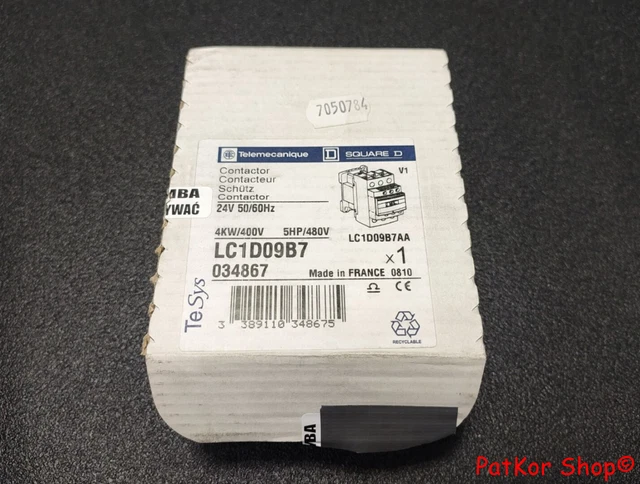 7050784
Telemecanique SQUARE D
Contactor
Contacteur
Schütz
Contactor
24V 50/60Hz
V1
4KW/400V 5HP/480V
LC1D09B7AA
LC1D09B7
x1
034867
Made in FRANCE 0810
CE
TeSys
3 389110 348675
RECYCLABLE
MBA
YWAĆ
BA
PatKor Shop©